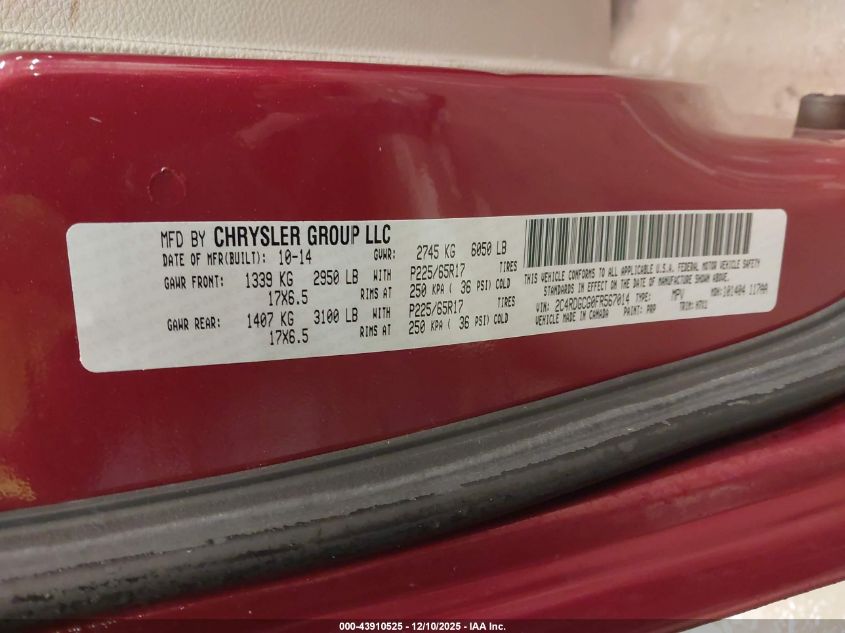 MFD BY CHRYSLER GROUP LLC
DATE OF MFR(BUILT): 10-14 GVWR: 2745 KG 6050 LB
GAWR FRONT: 1339 KG 2950 LB WITH P225/65R17 TIRES
17X6.5 RIMS AT 250 KPA ( 36 PSI) COLD
GAWR REAR: 1407 KG 3100 LB WITH P225/65R17 TIRES
17X6.5 RIMS AT 250 KPA ( 36 PSI) COLD
THIS VEHICLE CONFORMS TO ALL APPLICABLE U.S.A. FEDERAL MOTOR VEHICLE SAFETY
STANDARDS IN EFFECT ON THE DATE OF MANUFACTURE SHOWN ABOVE.
VIN: 2C4RDGCG0FR567014 TYPE: MPV MDH: 101404
VEHICLE MADE IN CANADA PAINT: PRP TRIM:
000-43910525 - 12/10/2025 - IAA Inc.